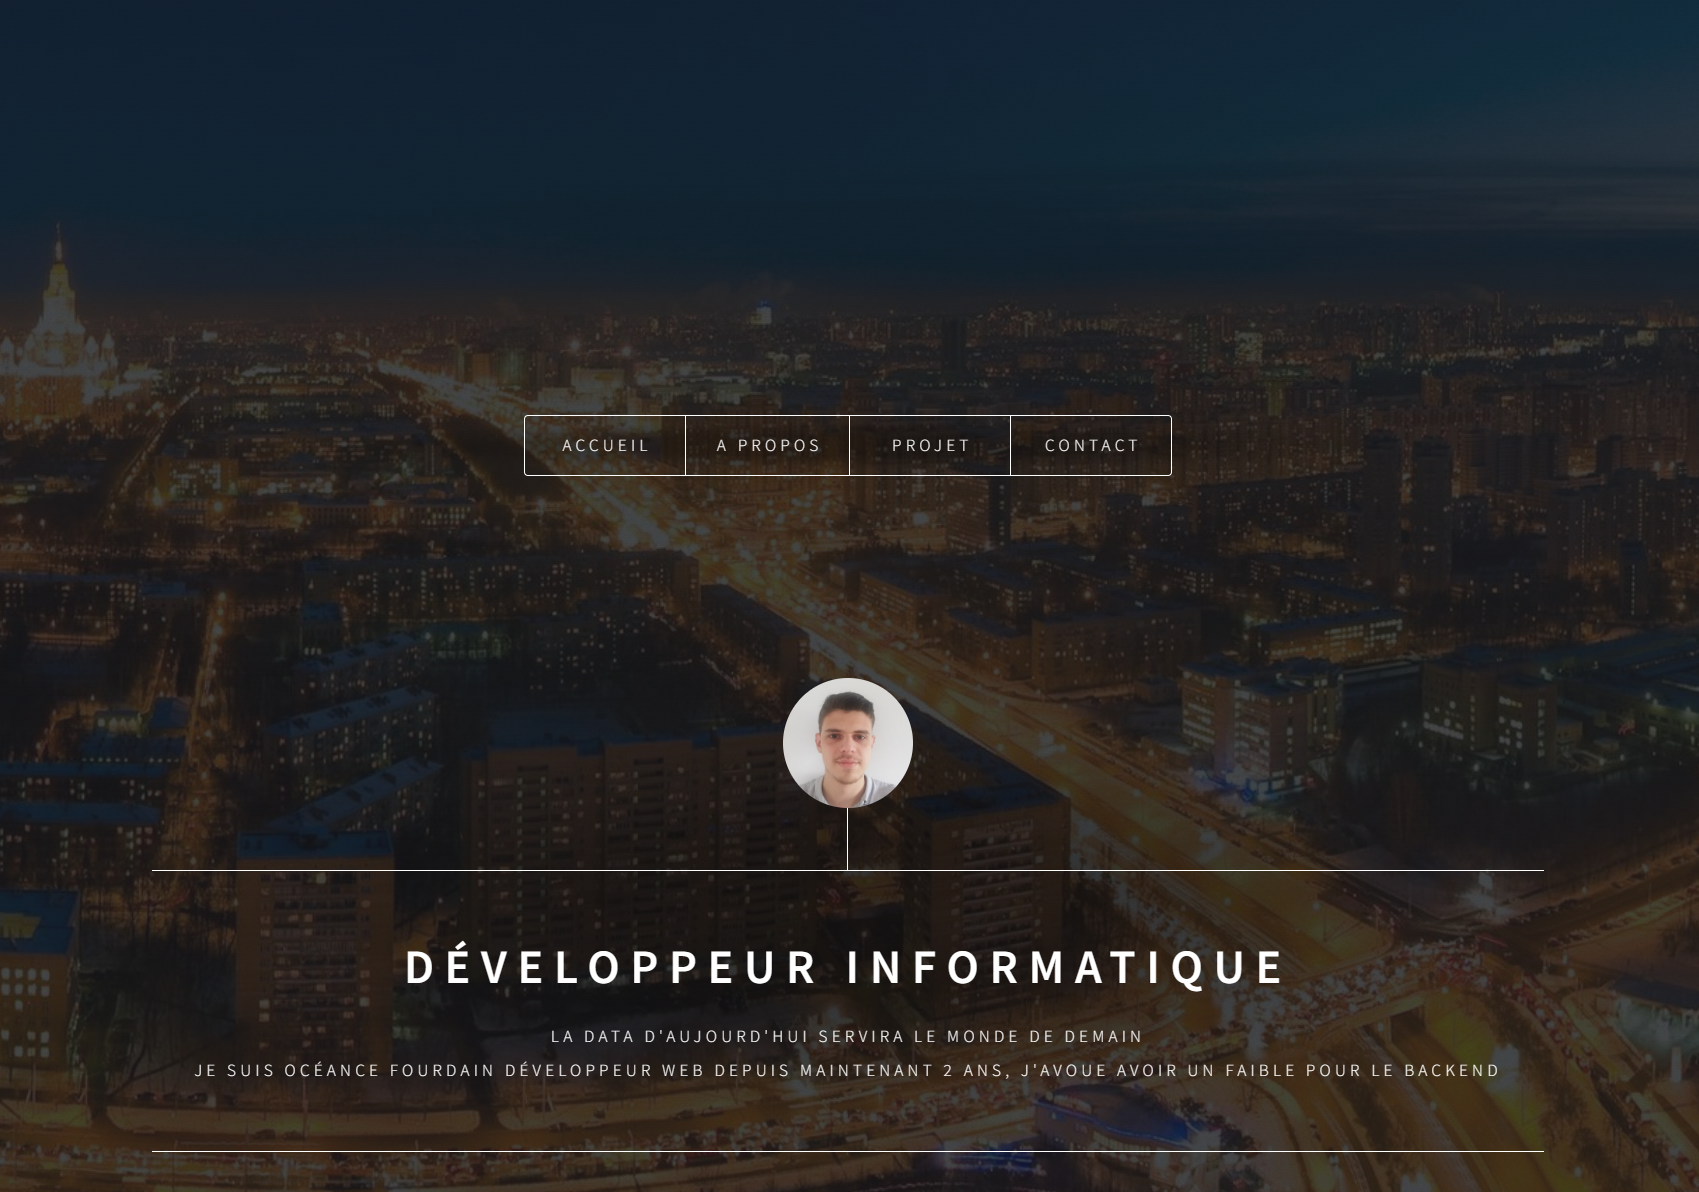 ACCUEIL
A PROPOS
PROJET
CONTACT
DÉVELOPPEUR INFORMATIQUE
LA DATA D'AUJOURD'HUI SERVIRA LE MONDE DE DEMAIN
JE SUIS OCÉANCE FOURDAIN DÉVELOPPEUR WEB DEPUIS MAINTENANT 2 ANS, J'AVOUE AVOIR UN FAIBLE POUR LE BACKEND